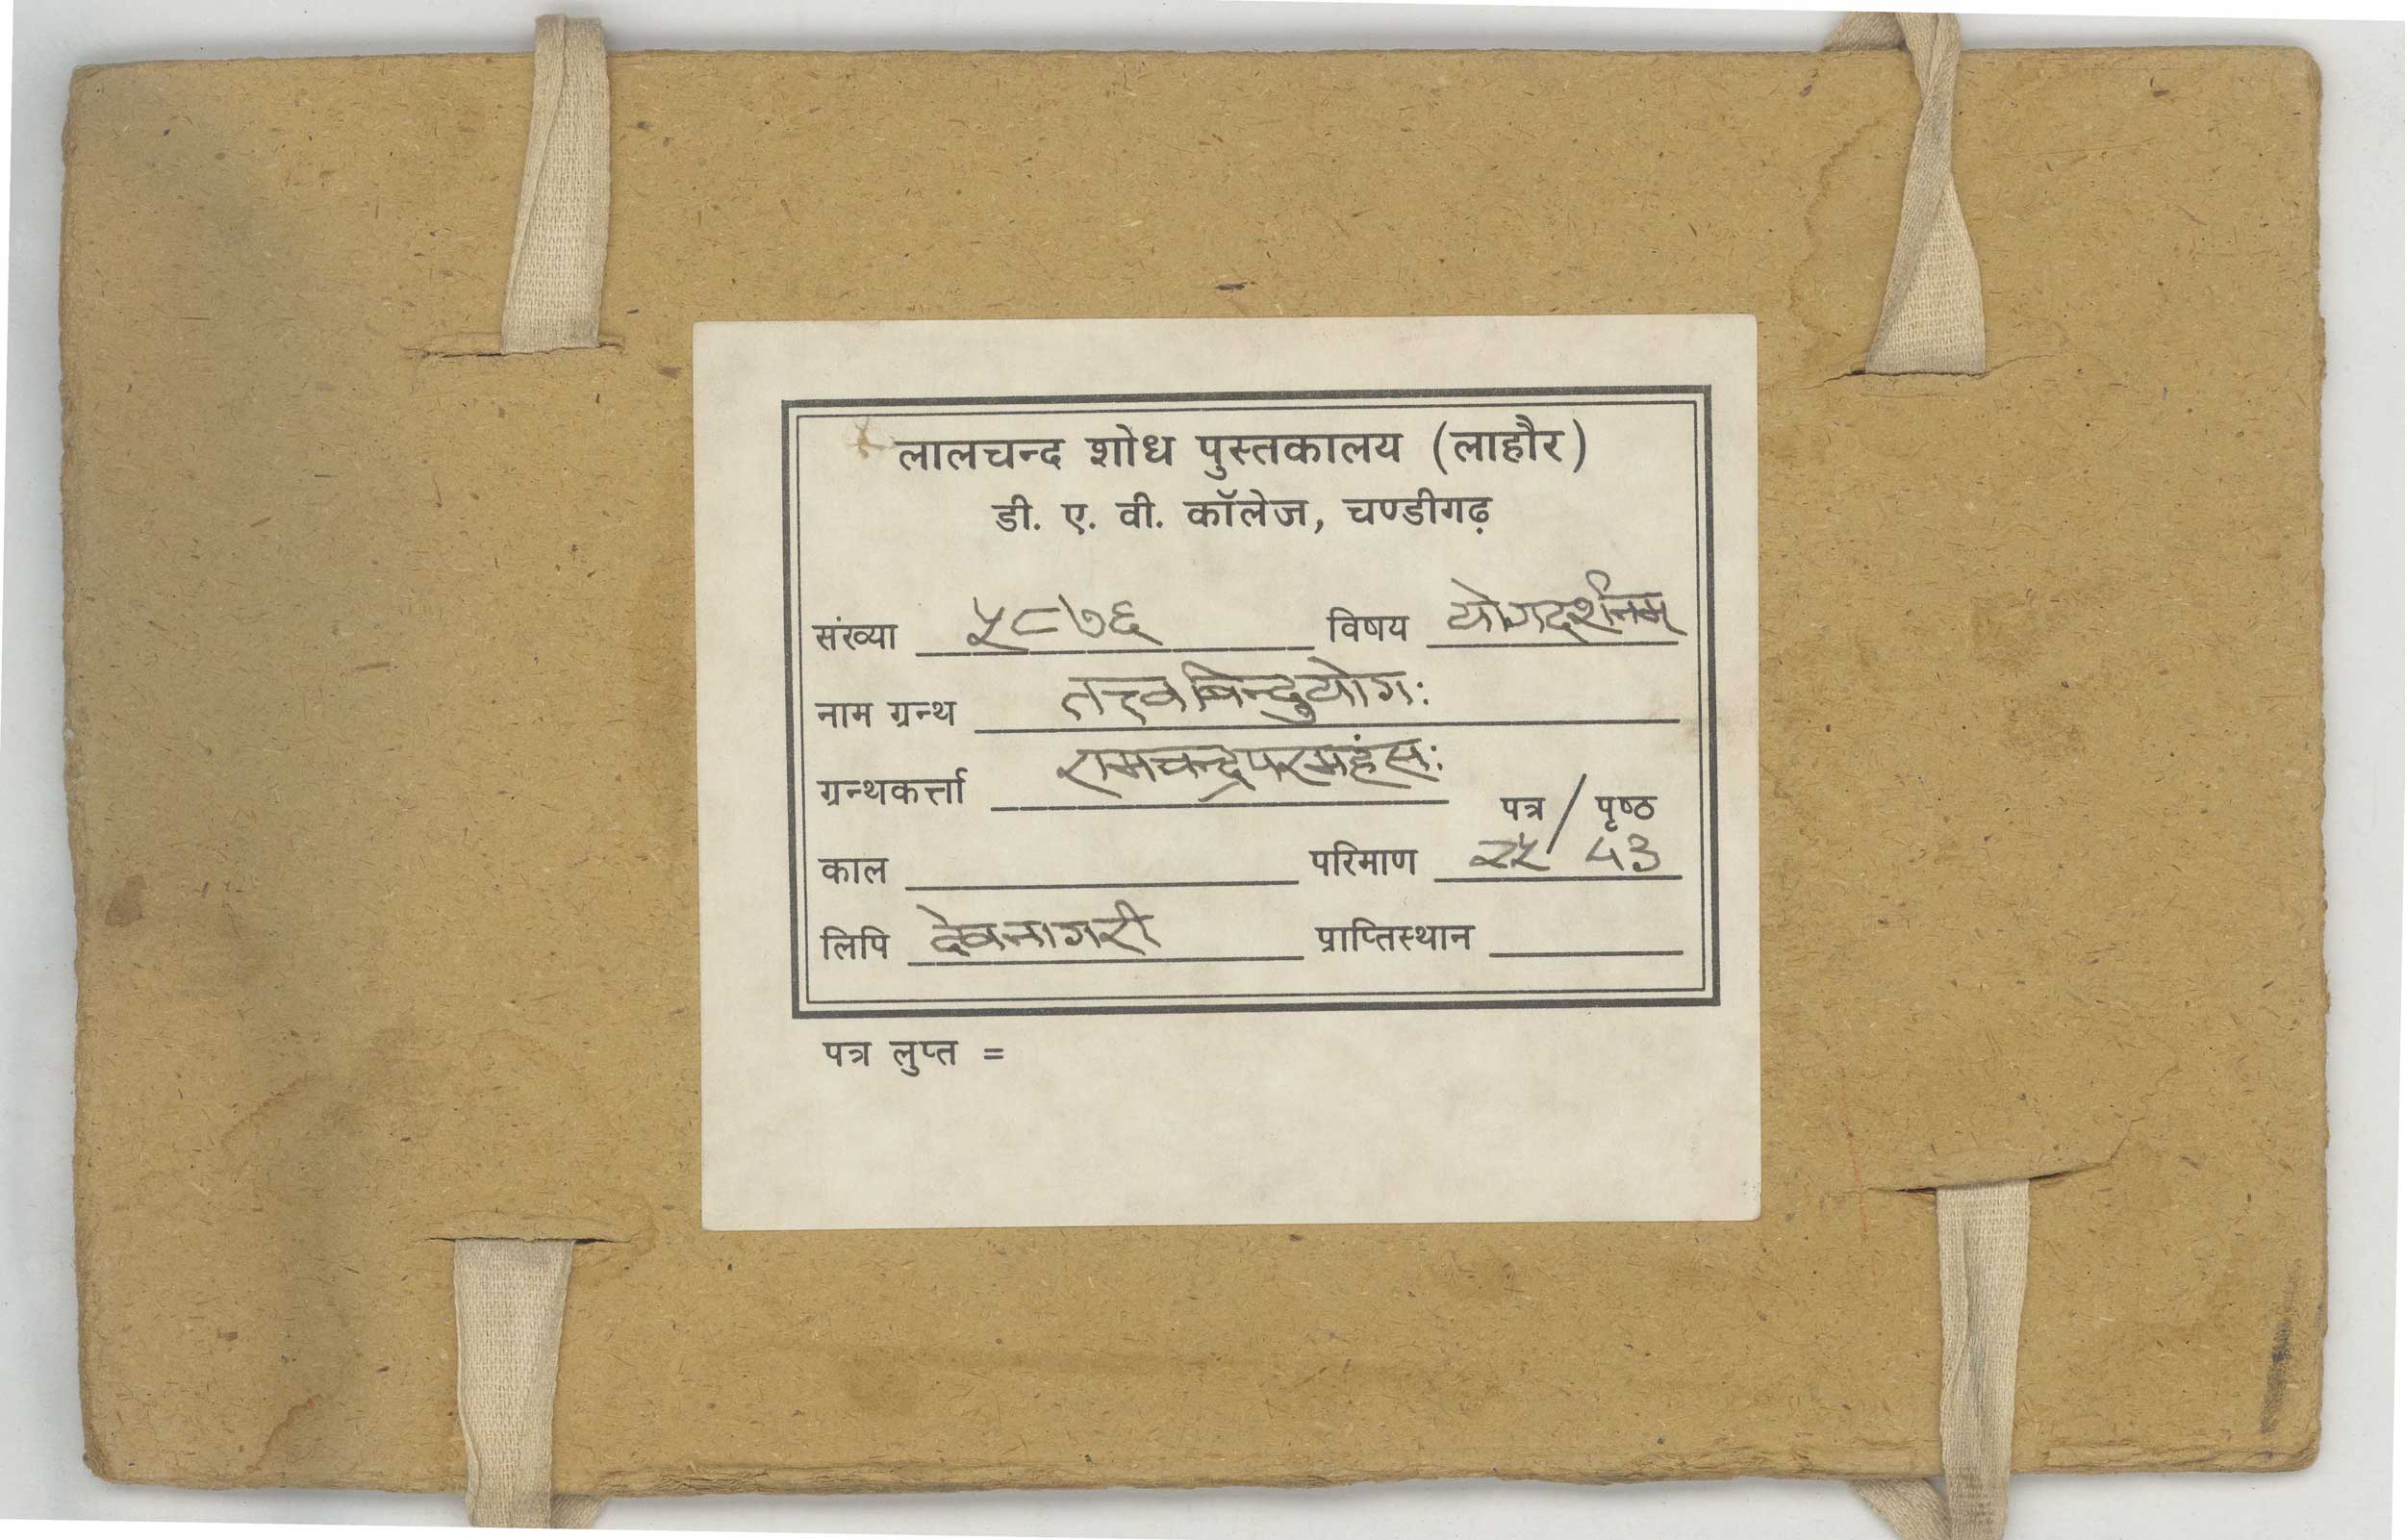 लालचन्द शोध पुस्तकालय (लाहौर)
डी. ए. वी. कॉलेज, चण्डीगढ़
संख्या ५८७६ विषय योगदर्शनम्
नाम ग्रन्थ तत्त्वबिन्दुयोगः
ग्रन्थकर्त्ता रामचन्द्रपरमहंसः
पत्र / पृष्ठ
काल परिमाण २५/ 43
लिपि देवनागरी प्राप्तिस्थान
पत्र लुप्त =